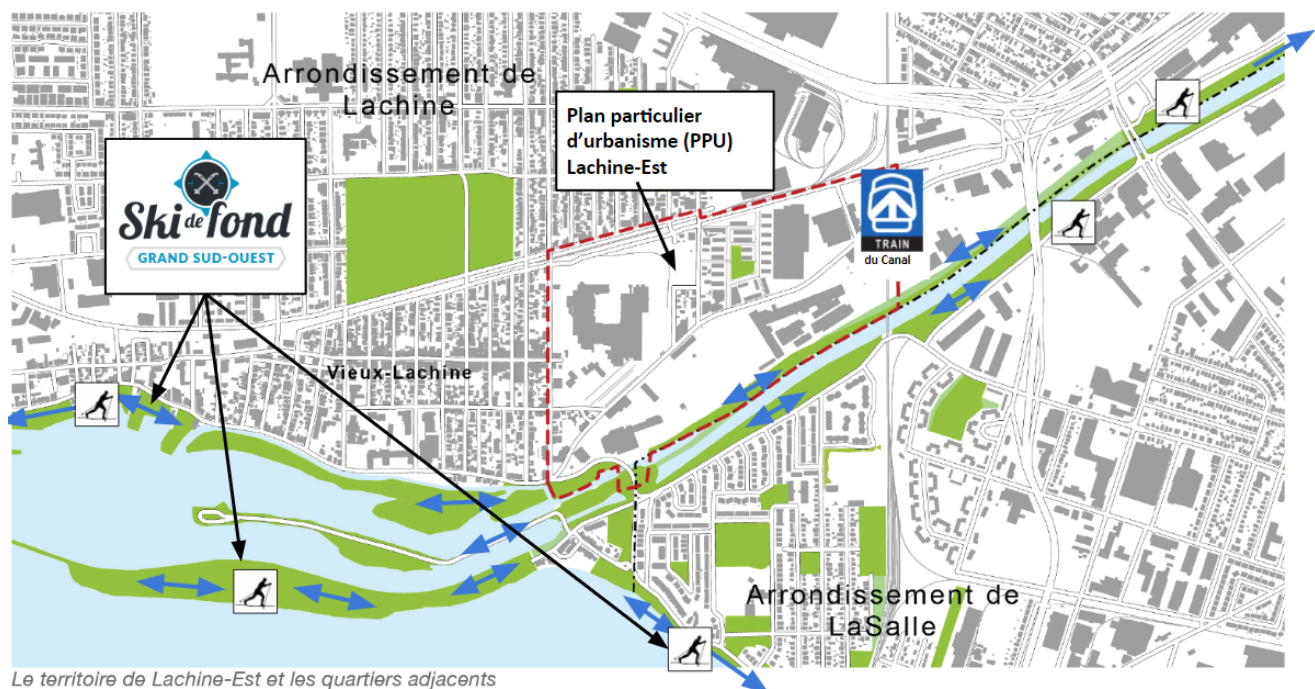 Arrondissement de
Lachine
Plan particulier
d'urbanisme (PPU)
Lachine-Est
Ski de fond
GRAND SUD-OUEST
TRAIN
du Canal
Vieux-Lachine
Arrondissement de
LaSalle
Le territoire de Lachine-Est et les quartiers adjacents